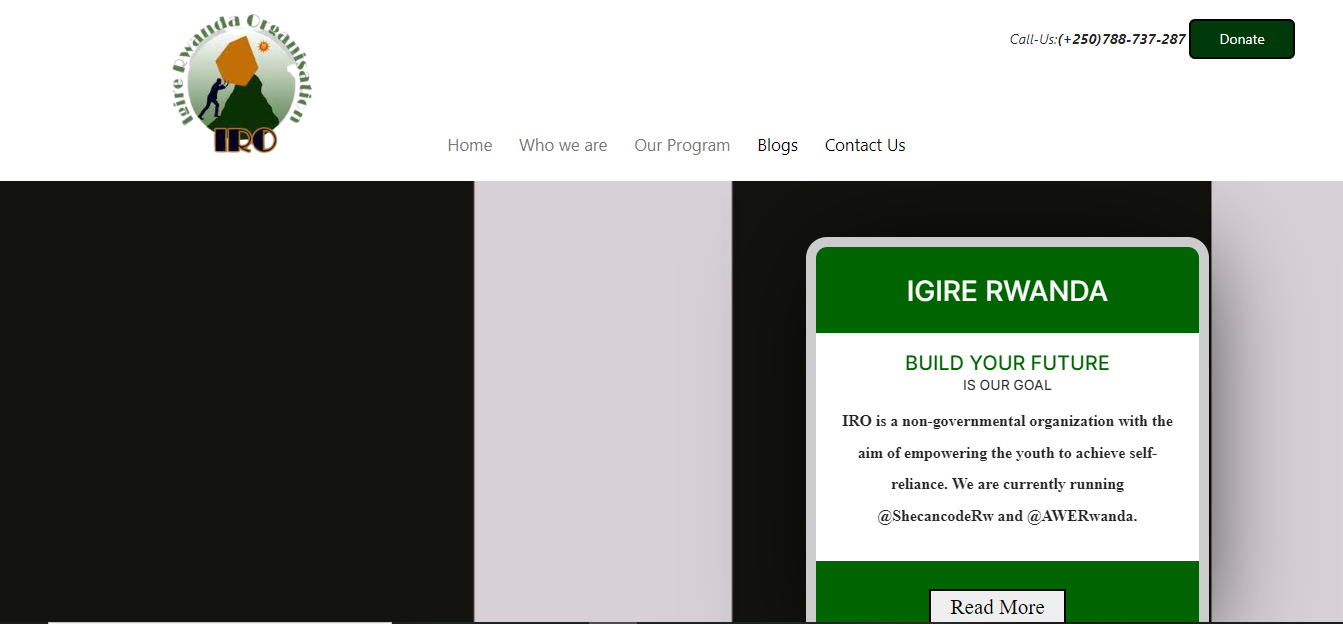 Igire Rwanda Organisation
IRO
Call-Us:(+250)788-737-287
Donate
Home
Who we are
Our Program
Blogs
Contact Us
IGIRE RWANDA
BUILD YOUR FUTURE
IS OUR GOAL
IRO is a non-governmental organization with the
aim of empowering the youth to achieve self-
reliance. We are currently running
@ShecancodeRw and @AWERwanda.
Read More